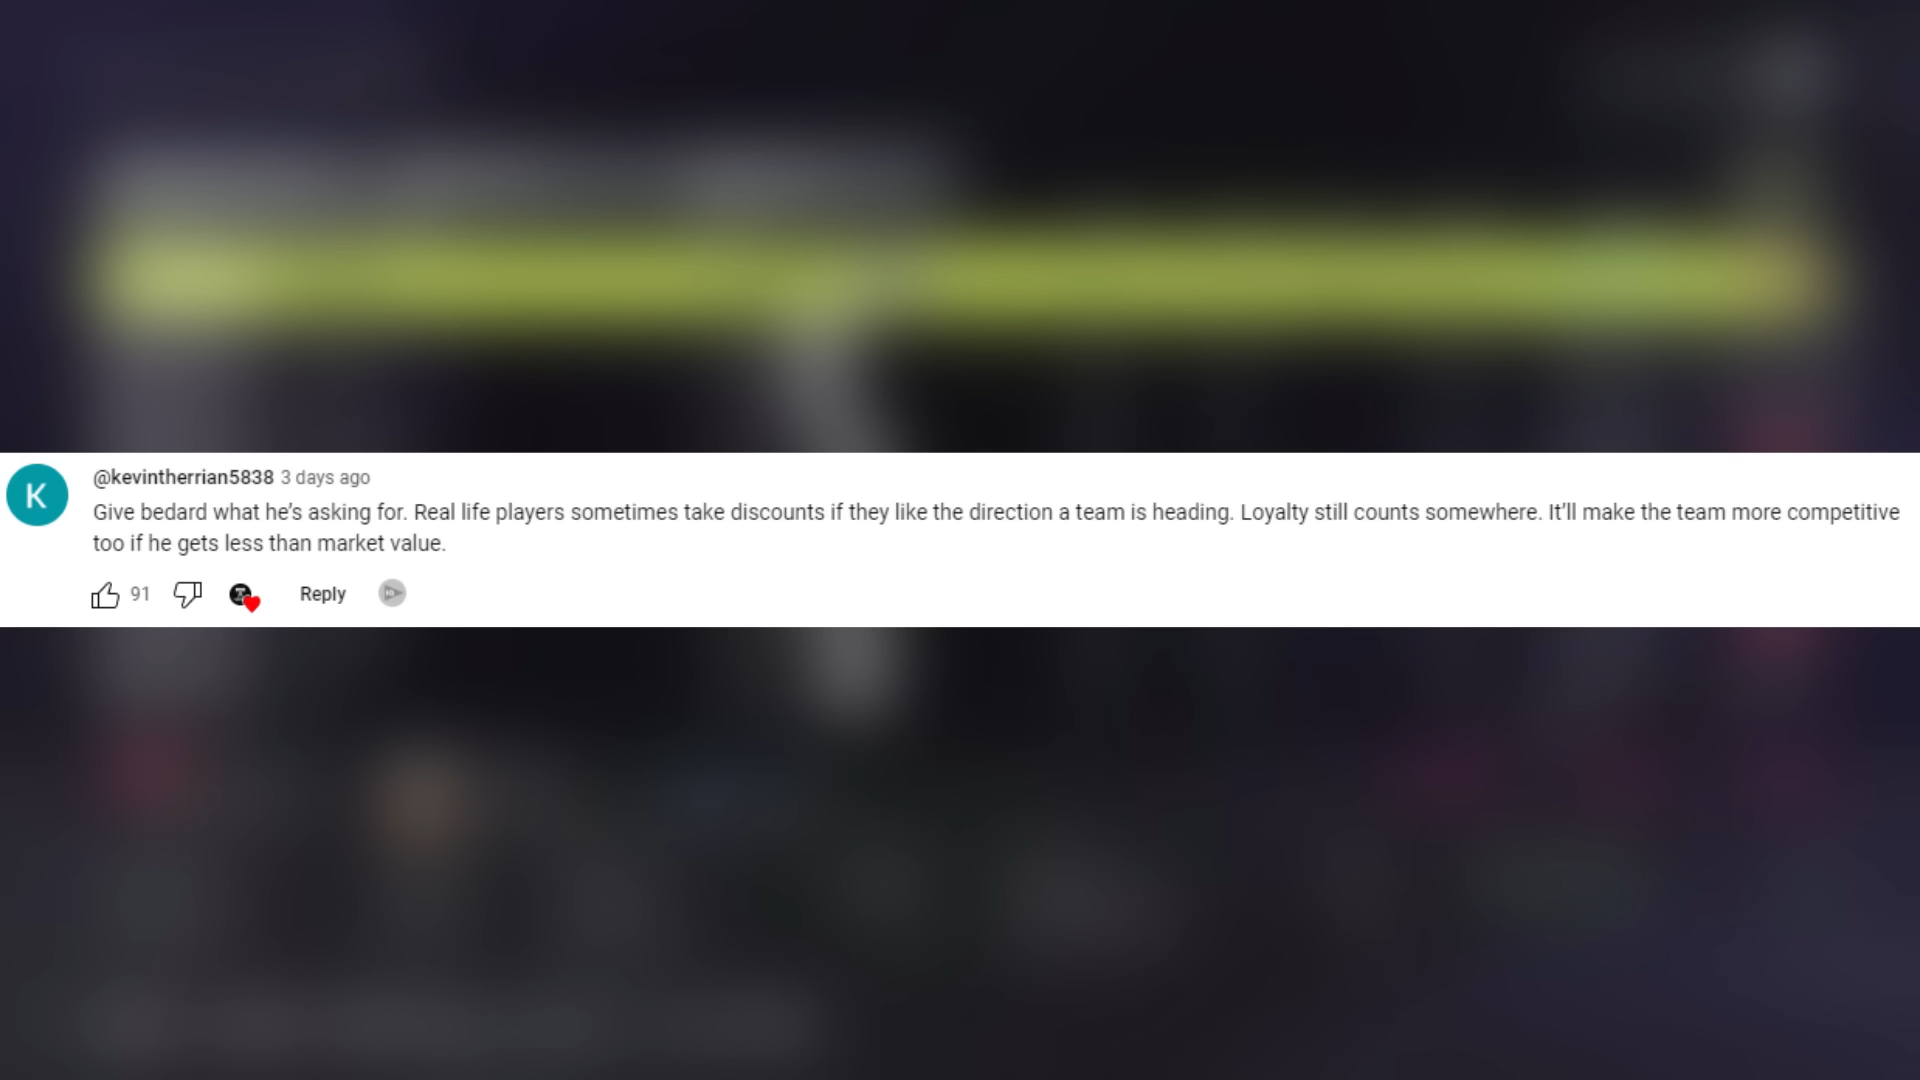 K
@kevintherrian5838 3 days ago
Give bedard what he's asking for. Real life players sometimes take discounts if they like the direction a team is heading. Loyalty still counts somewhere. It'll make the team more competitive
too if he gets less than market value.
91 Reply